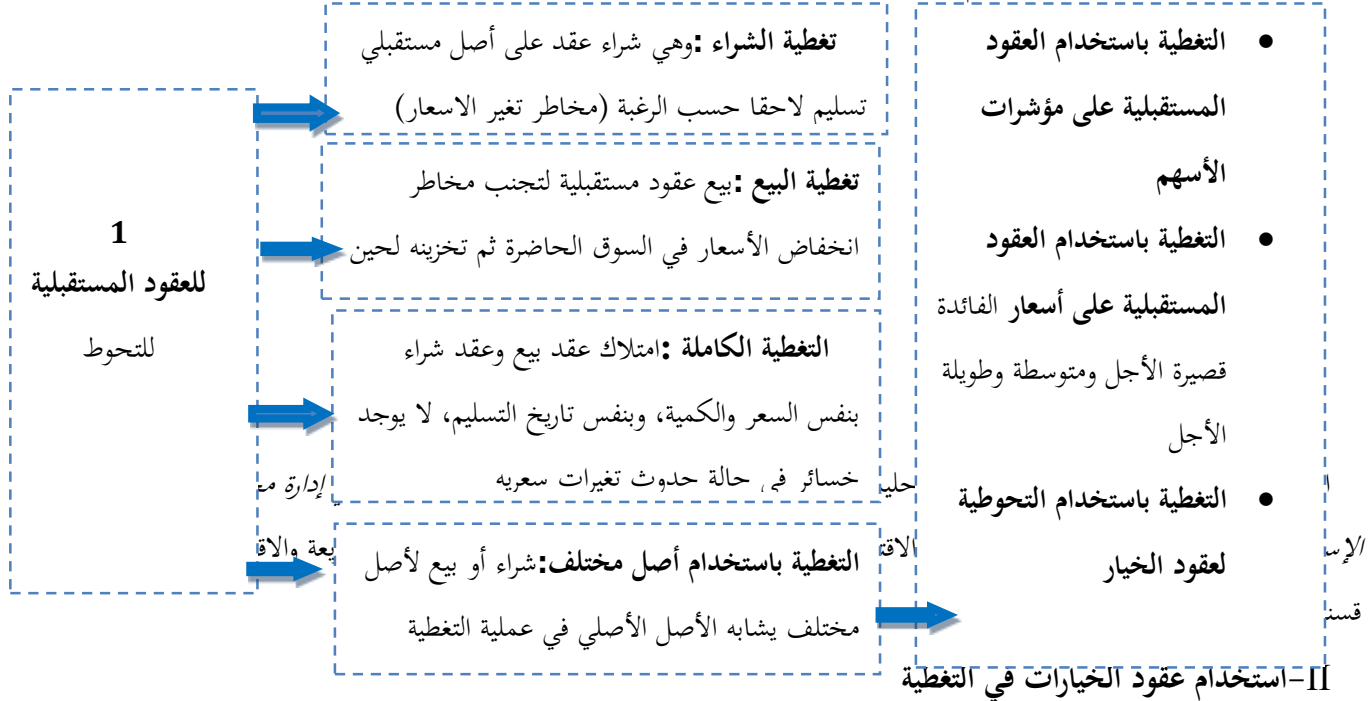 1
للعقود المستقبلية
للتحوط
تغطية الشراء :وهي شراء عقد على أصل مستقبلي
تسليم لاحقا حسب الرغبة (مخاطر تغير الاسعار)
تغطية البيع :بيع عقود مستقبلية لتجنب مخاطر
انخفاض الأسعار في السوق الحاضرة ثم تخزينه لحين
التغطية الكاملة :امتلاك عقد بيع وعقد شراء
بنفس السعر والكمية، وبنفس تاريخ التسليم، لا يوجد
خسائر في حالة حدوث تغيرات سعريه
التغطية باستخدام أصل مختلف:شراء أو بيع لأصل
مختلف يشابه الأصل الأصلي في عملية التغطية
• التغطية باستخدام العقود
المستقبلية على مؤشرات
الأسهم
• التغطية باستخدام العقود
المستقبلية على أسعار الفائدة
قصيرة الأجل ومتوسطة وطويلة
الأجل
• التغطية باستخدام التحوطية
لعقود الخيار
إدارة
II-استخدام عقود الخيارات في التغطية